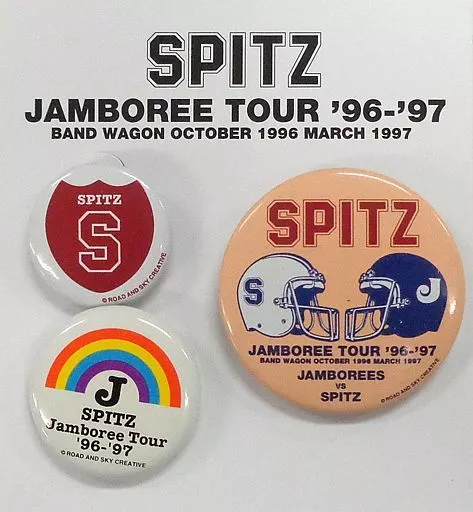 SPITZ
JAMBOREE TOUR '96-'97
BAND WAGON OCTOBER 1996 MARCH 1997
SPITZ
S
© ROAND AND SKY CREATIVE
SPITZ
S
J
JAMBOREE TOUR '96-'97
BAND WAGON OCTOBER 1996 MARCH 1997
JAMBOREES
VS
SPITZ
© ROAD AND SKY CREATIVE
J
SPITZ
Jamboree Tour
'96-'97
© ROAD AND SKY CREATIVE